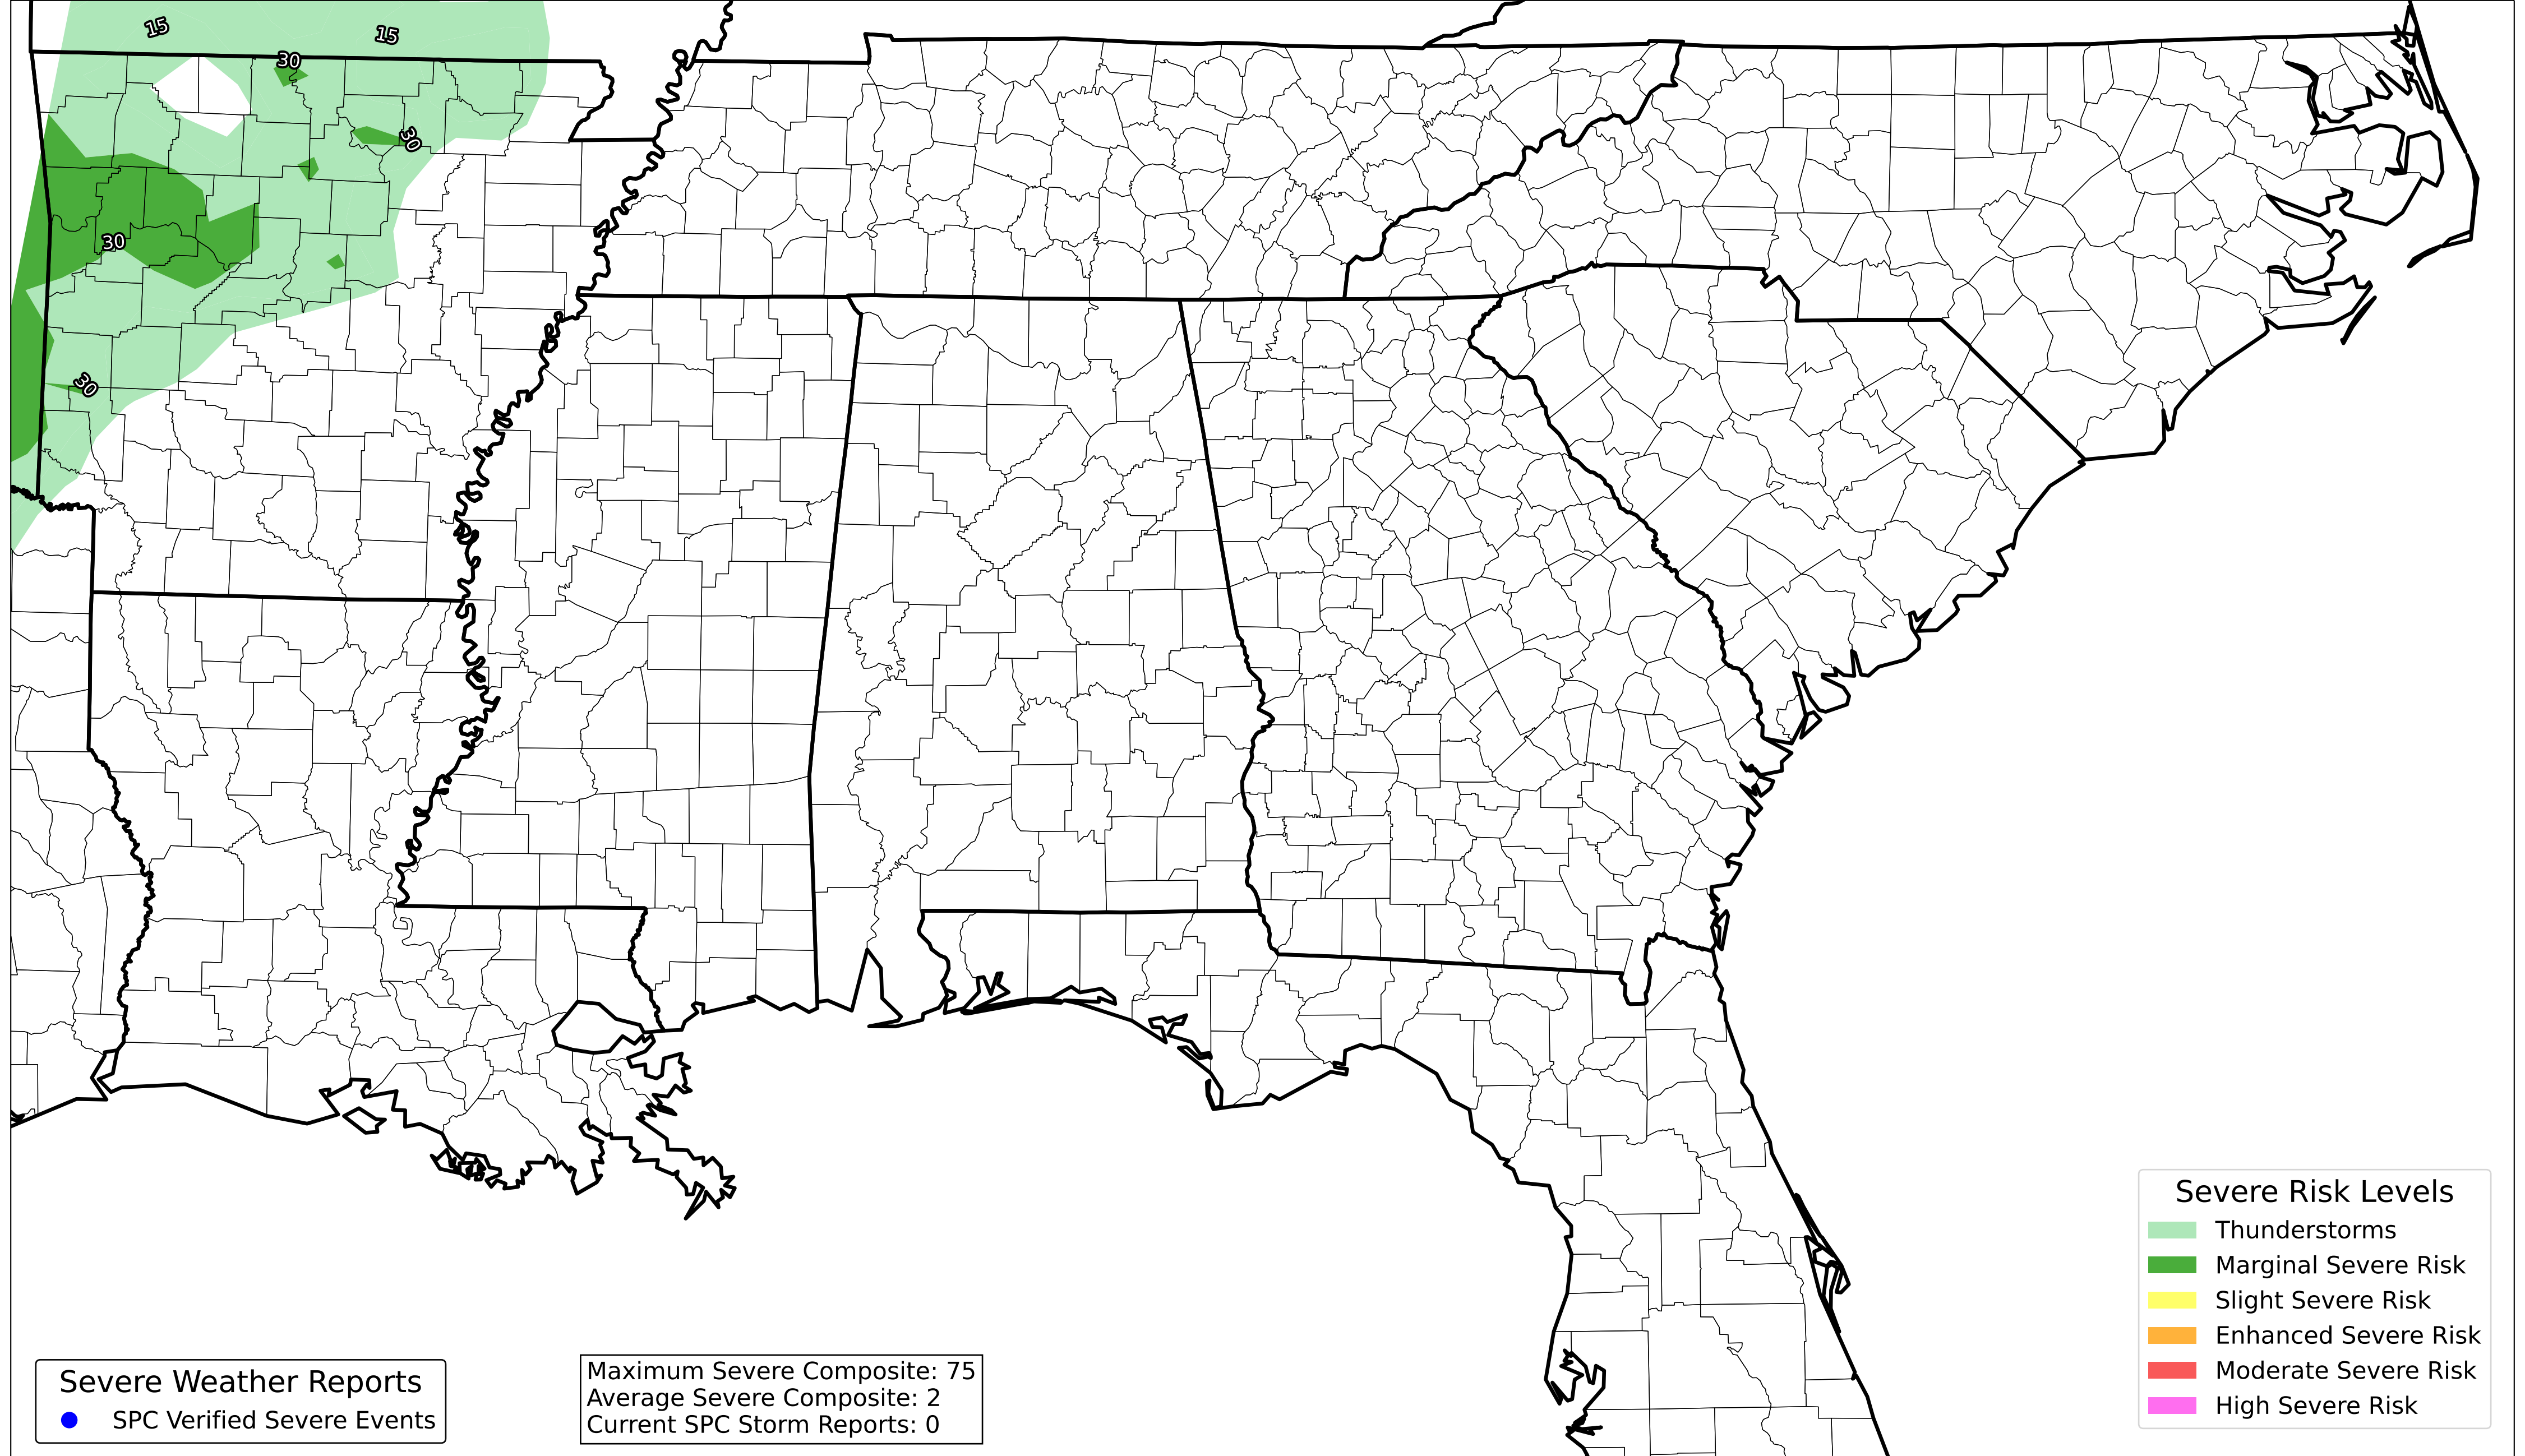 15
15
30
30
30
30
Severe Risk Levels
Thunderstorms
Marginal Severe Risk
Slight Severe Risk
Enhanced Severe Risk
Moderate Severe Risk
High Severe Risk
Severe Weather Reports
SPC Verified Severe Events
Maximum Severe Composite: 75
Average Severe Composite: 2
Current SPC Storm Reports: 0